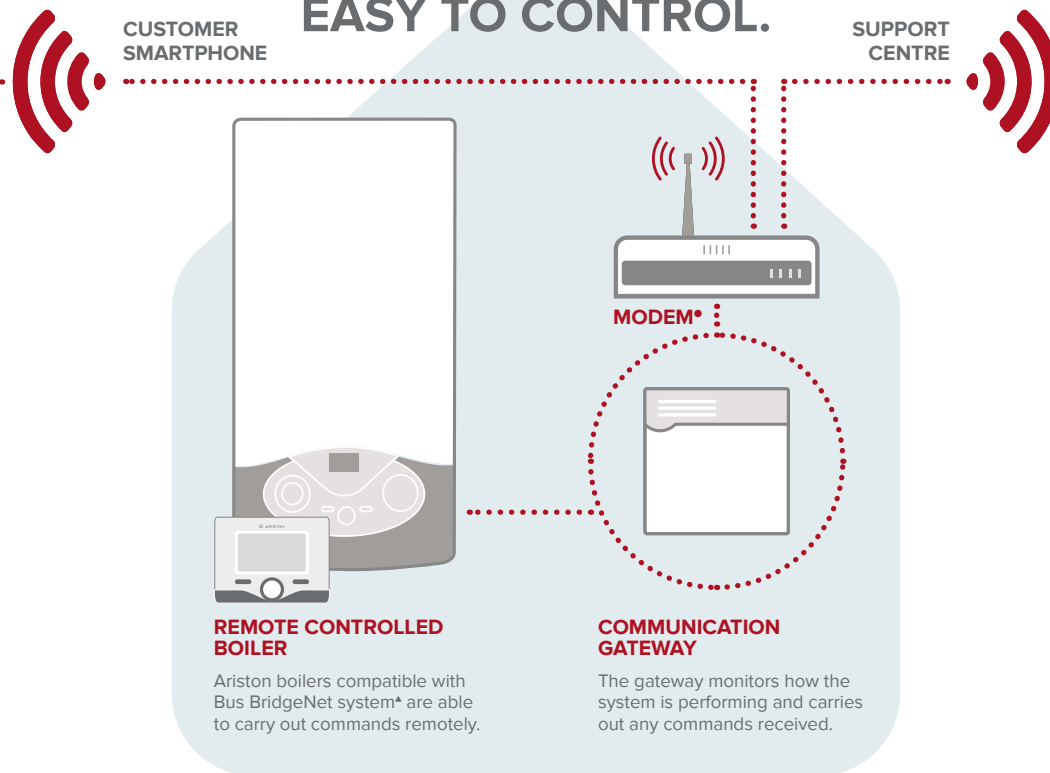 EASY TO CONTROL.
CUSTOMER
SMARTPHONE
SUPPORT
CENTRE
MODEM•
ARISTON
REMOTE CONTROLLED
BOILER
Ariston boilers compatible with
Bus BridgeNet system▲ are able
to carry out commands remotely.
COMMUNICATION
GATEWAY
The gateway monitors how the
system is performing and carries
out any commands received.